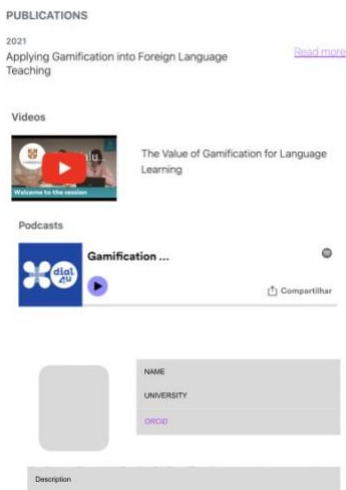 PUBLICATIONS
2021
Applying Gamification into Foreign Language Read more
Teaching
Videos
The Value of Gamification for Language
Learning
Welcome to the session
Podcasts
dial
4u
Gamification ...
Compartilhar
NAME
UNIVERSITY
ORCID
Description